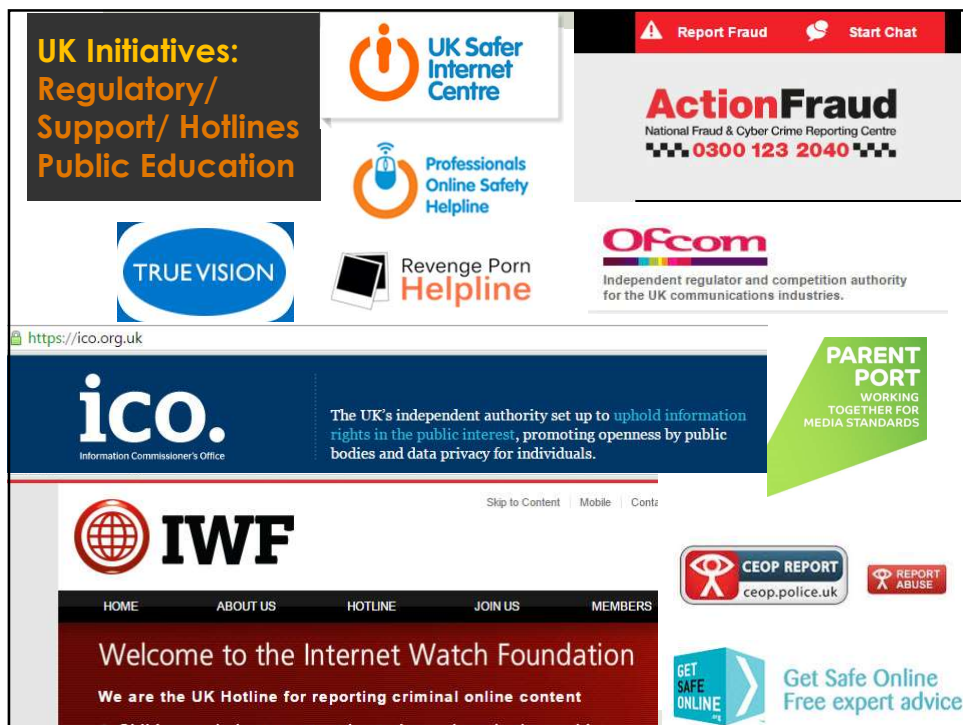 UK Initiatives:
Regulatory/
Support/ Hotlines
Public Education
UK Safer
Internet
Centre
Report Fraud
Start Chat
ActionFraud
National Fraud & Cyber Crime Reporting Centre
0300 123 2040
Professionals
Online Safety
Helpline
TRUE VISION
Revenge Porn
Helpline
Ofcom
Independent regulator and competition authority
for the UK communications industries.
https://ico.org.uk
ico.
Information Commissioner's Office
The UK's independent authority set up to uphold information
rights in the public interest, promoting openness by public
bodies and data privacy for individuals.
PARENT
PORT
WORKING
TOGETHER FOR
MEDIA STANDARDS
Skip to Content
Mobile
Conta
IWF
HOME
ABOUT US
HOTLINE
JOIN US
MEMBERS
Welcome to the Internet Watch Foundation
We are the UK Hotline for reporting criminal online content
CEOP REPORT
ceop.police.uk
REPORT
ABUSE
GET
SAFE
ONLINE
.org
Get Safe Online
Free expert advice